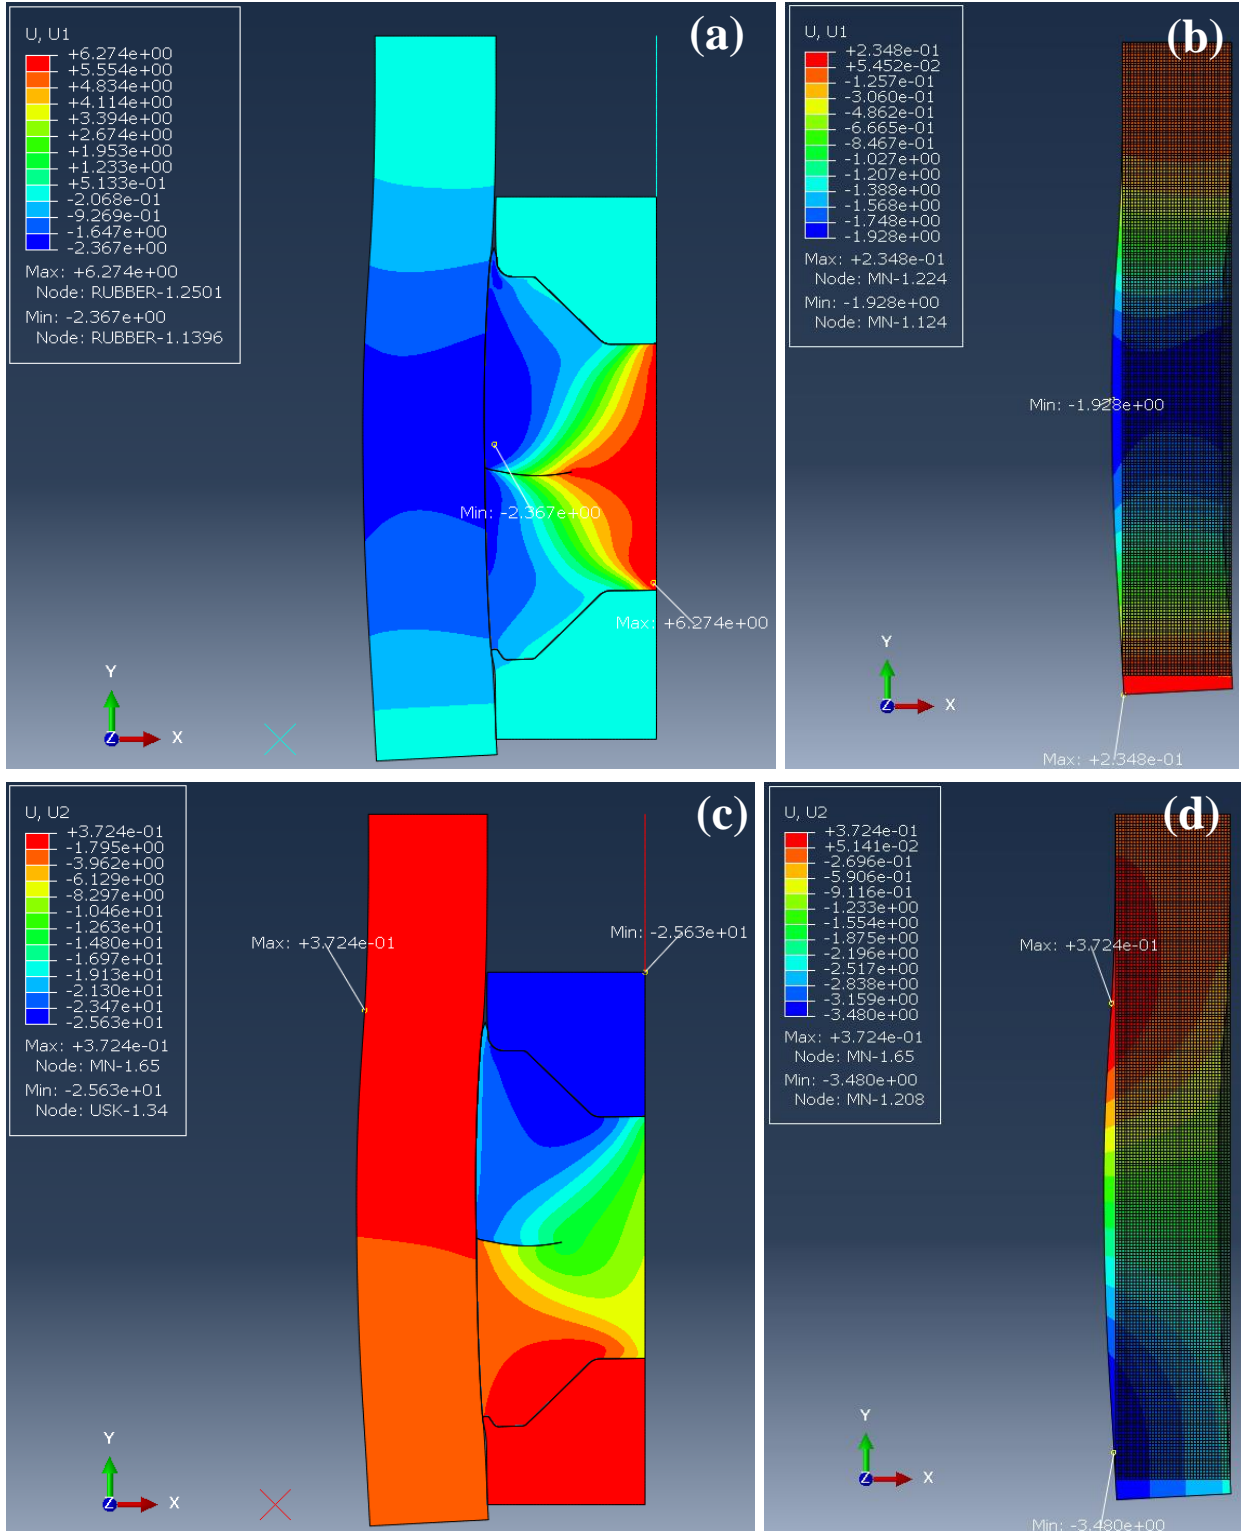 (a)
U, U1
+6.274e+00
+5.554e+00
+4.834e+00
+4.114e+00
+3.394e+00
+2.674e+00
+1.953e+00
+1.233e+00
+5.133e-01
-2.068e-01
-9.269e-01
-1.647e+00
-2.367e+00
Max: +6.274e+00
Node: RUBBER-1.2501
Min: -2.367e+00
Node: RUBBER-1.1396
Min: -2.367e+00
Max: +6.274e+00
Y
Z
X
(b)
U, U1
+2.348e-01
+5.452e-02
-1.257e-01
-3.060e-01
-4.862e-01
-6.665e-01
-8.467e-01
-1.027e+00
-1.207e+00
-1.388e+00
-1.568e+00
-1.748e+00
-1.928e+00
Max: +2.348e-01
Node: MN-1.224
Min: -1.928e+00
Node: MN-1.124
Min: -1.928e+00
Y
Z
X
Max: +2.348e-01
(c)
U, U2
+3.724e-01
-1.795e+00
-3.962e+00
-6.129e+00
-8.297e+00
-1.046e+01
-1.263e+01
-1.480e+01
-1.697e+01
-1.913e+01
-2.130e+01
-2.347e+01
-2.563e+01
Max: +3.724e-01
Node: MN-1.65
Min: -2.563e+01
Node: USK-1.34
Max: +3.724e-01
Min: -2.563e+01
Y
Z
X
(d)
U, U2
+3.724e-01
+5.141e-02
-2.696e-01
-5.906e-01
-9.116e-01
-1.233e+00
-1.554e+00
-1.875e+00
-2.196e+00
-2.517e+00
-2.838e+00
-3.159e+00
-3.480e+00
Max: +3.724e-01
Node: MN-1.65
Min: -3.480e+00
Node: MN-1.208
Max: +3.724e-01
Y
Z
X
Min: -3.480e+00